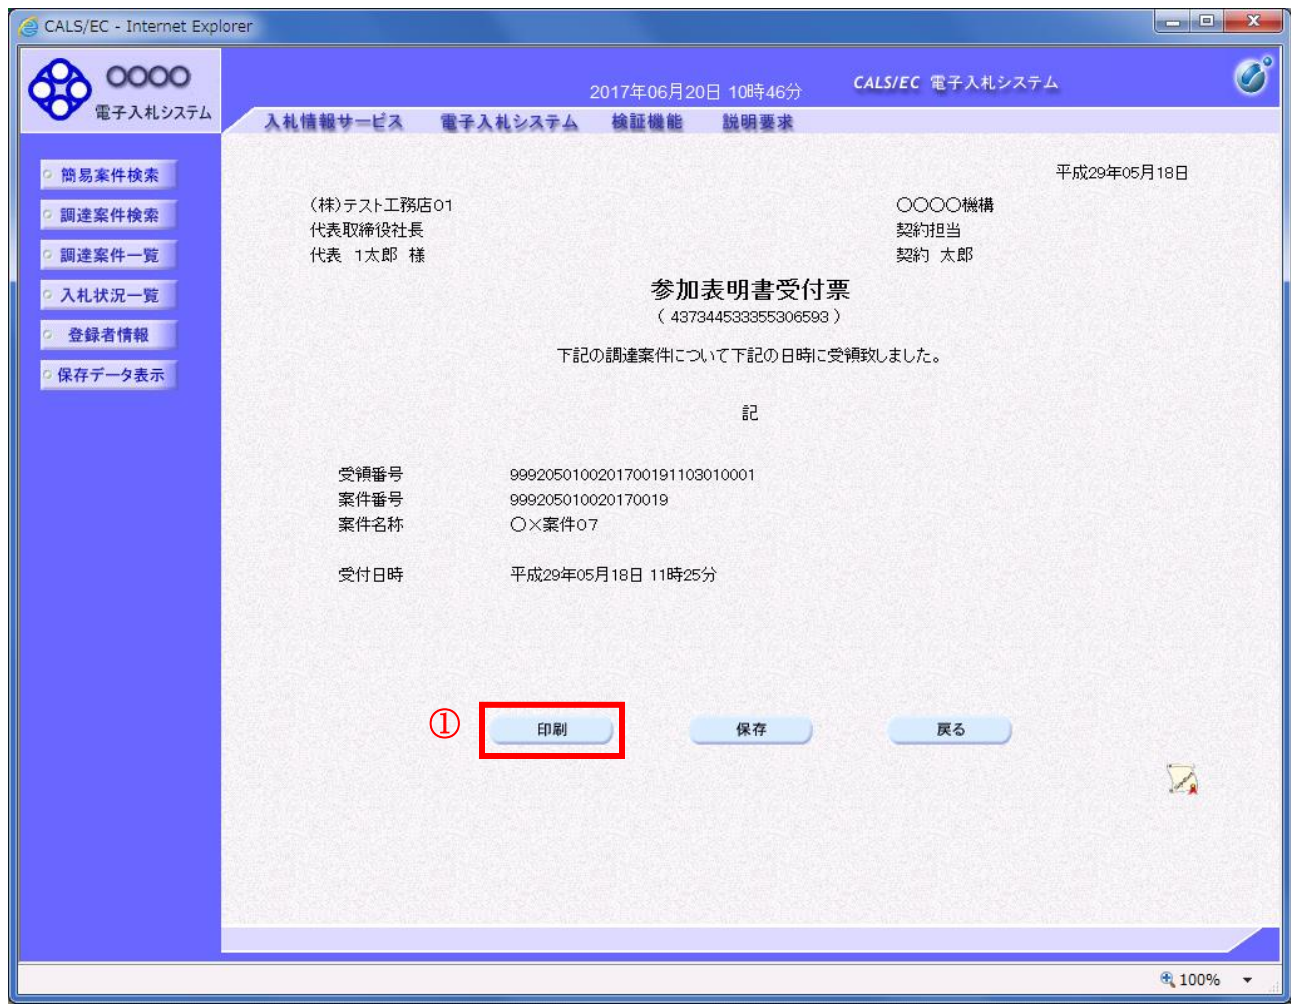 CALS/EC - Internet Explorer
○○○○
電子入札システム
2017年06月20日 10時46分
CALS/EC 電子入札システム
入札情報サービス 電子入札システム 検証機能 説明要求
簡易案件検索
調達案件検索
調達案件一覧
入札状況一覧
登録者情報
保存データ表示
平成29年05月18日
(株)テスト工務店01
代表取締役社長
代表 1太郎 様
○○○○機構
契約担当
契約 太郎
参加表明書受付票
( 437344533355306593 )
下記の調達案件について下記の日時に受領致しました。
記
受領番号 99920501002017001911030​10001
案件番号 999205010020170019
案件名称 ○×案件07
受付日時 平成29年05月18日 11時25分
①
印刷 保存 戻る
100%